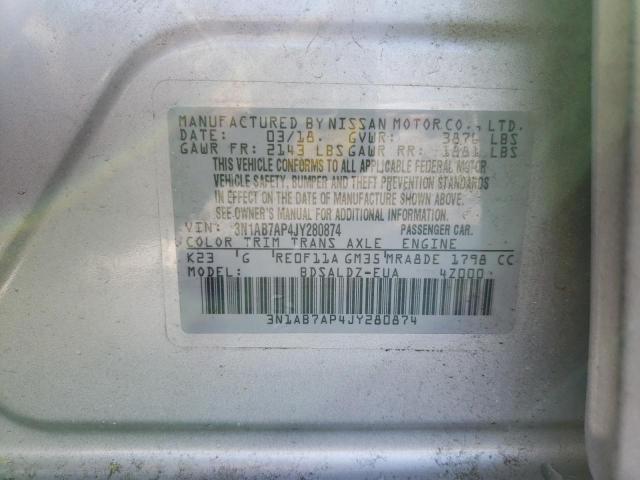 MANUFACTURED BY NISSAN MOTOR CO., LTD.
DATE: 03/18 GVWR: 3876 LBS
GAWR FR: 2143 LBS GAWR RR: 1881 LBS
THIS VEHICLE CONFORMS TO ALL APPLICABLE FEDERAL MOTOR
VEHICLE SAFETY, BUMPER AND THEFT PREVENTION STANDARDS
IN EFFECT ON THE DATE OF MANUFACTURE SHOWN ABOVE.
SEE OWNER'S MANUAL FOR ADDITIONAL INFORMATION.
VIN: 3N1AB7AP4JY280874 PASSENGER CAR
COLOR TRIM TRANS AXLE ENGINE
K23 G RE0F11A GM35 MRA8DE 1798 CC
MODEL: BDSALDZ-EUA 4Z000
3N1AB7AP4JY280874